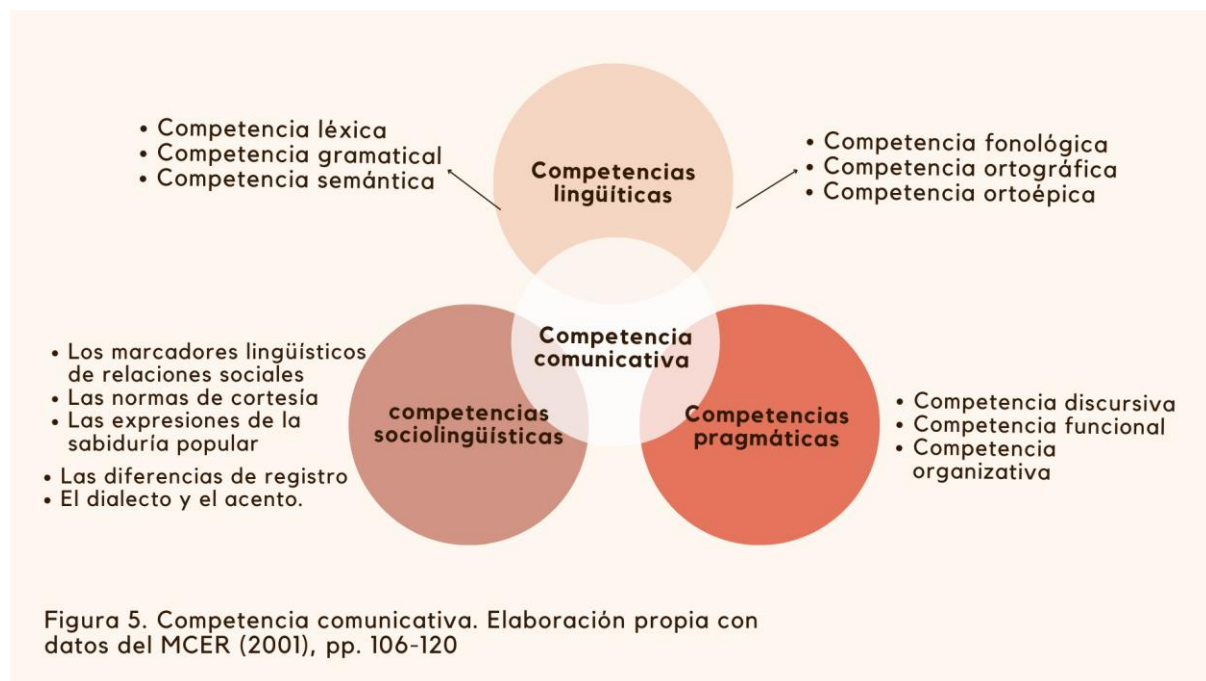 • Competencia léxica
• Competencia gramatical
• Competencia semántica
Competencias
lingüíticas
• Competencia fonológica
• Competencia ortográfica
• Competencia ortoépica
Competencia
comunicativa
• Los marcadores lingüísticos
de relaciones sociales
• Las normas de cortesía
• Las expresiones de la
sabiduría popular
• Las diferencias de registro
• El dialecto y el acento.
competencias
sociolingüísticas
Competencias
pragmáticas
• Competencia discursiva
• Competencia funcional
• Competencia
organizativa
Figura 5. Competencia comunicativa. Elaboración propia con
datos del MCER (2001), pp. 106-120